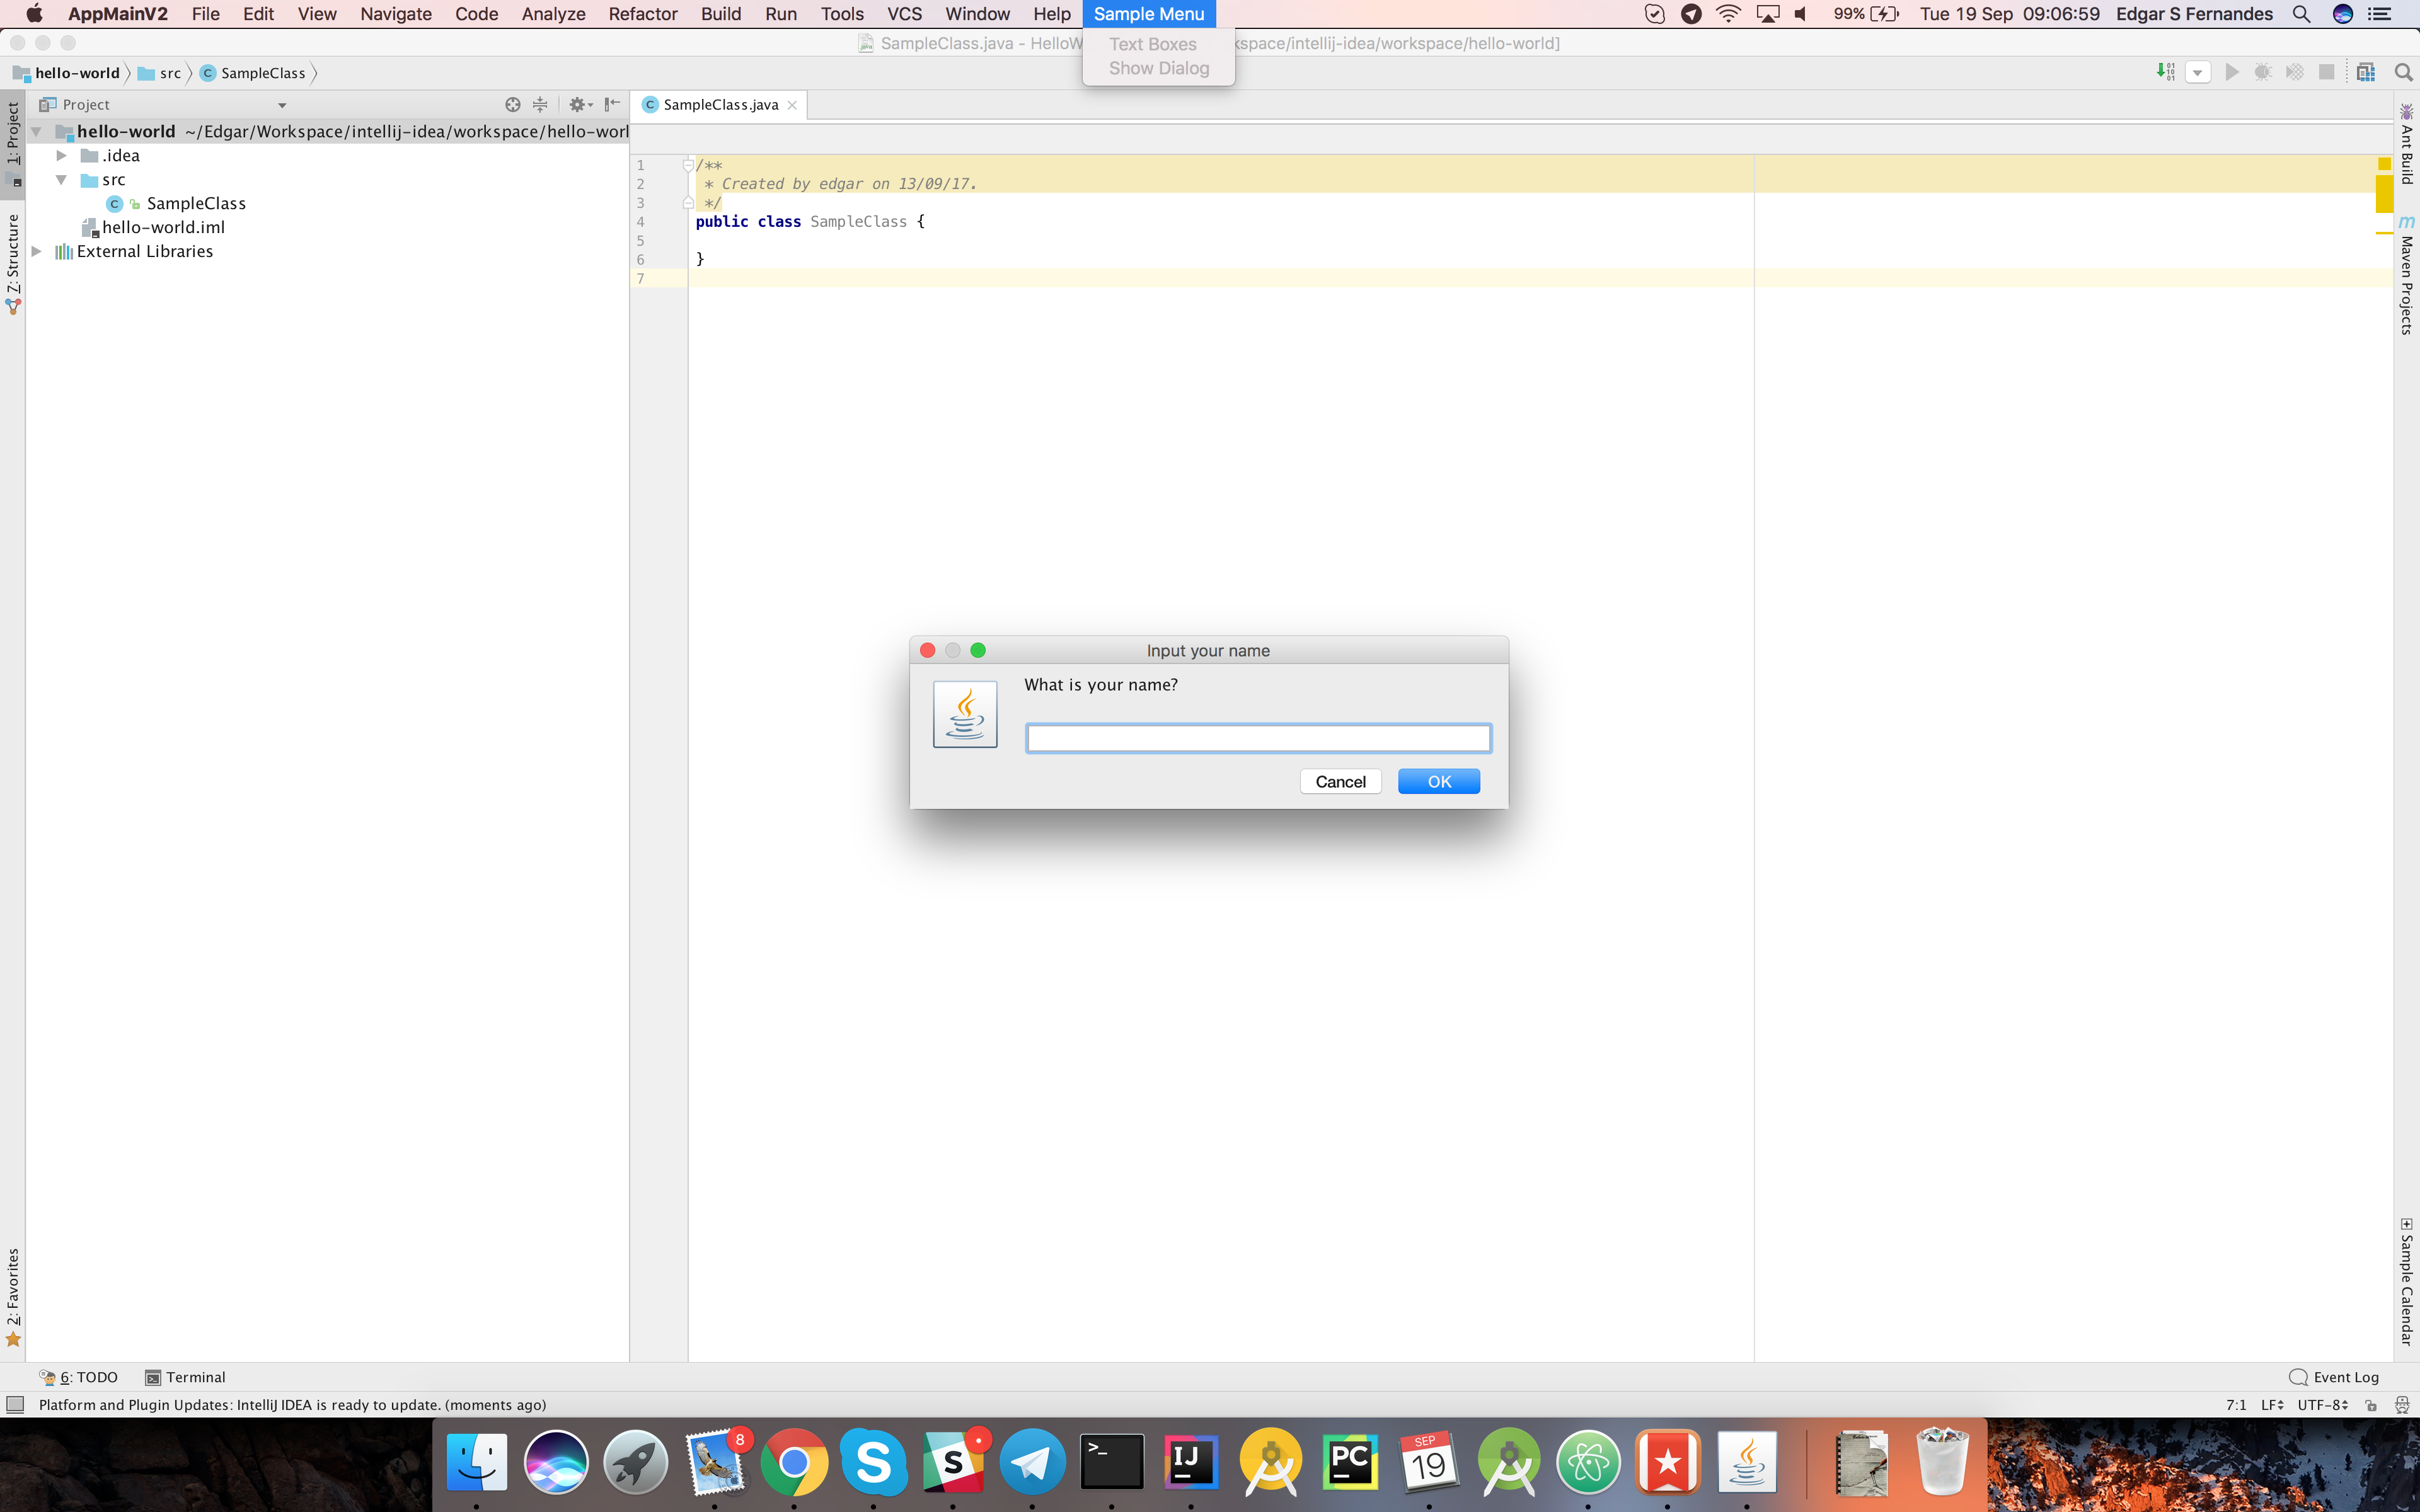 AppMainV2 File Edit View Navigate Code Analyze Refactor Build Run Tools VCS Window Help Sample Menu 99% Tue 19 Sep 09:06:59 Edgar S Fernandes
Text Boxes
Show Dialog
SampleClass.java - HelloW kspace/intellij-idea/workspace/hello-world]
hello-world src SampleClass
Project
SampleClass.java
hello-world ~/Edgar/Workspace/intellij-idea/workspace/hello-worl
.idea
src
SampleClass
hello-world.iml
External Libraries
1: Project
7: Structure
2: Favorites
1 /**
2 * Created by edgar on 13/09/17.
3 */
4 public class SampleClass {
5
6 }
7
Ant Build
m
Maven Projects
Sample Calendar
Input your name
What is your name?
Cancel OK
6: TODO Terminal Event Log
Platform and Plugin Updates: IntelliJ IDEA is ready to update. (moments ago) 7:1 LF UTF-8
8
S
S
>_
IJ
PC
SEP
19